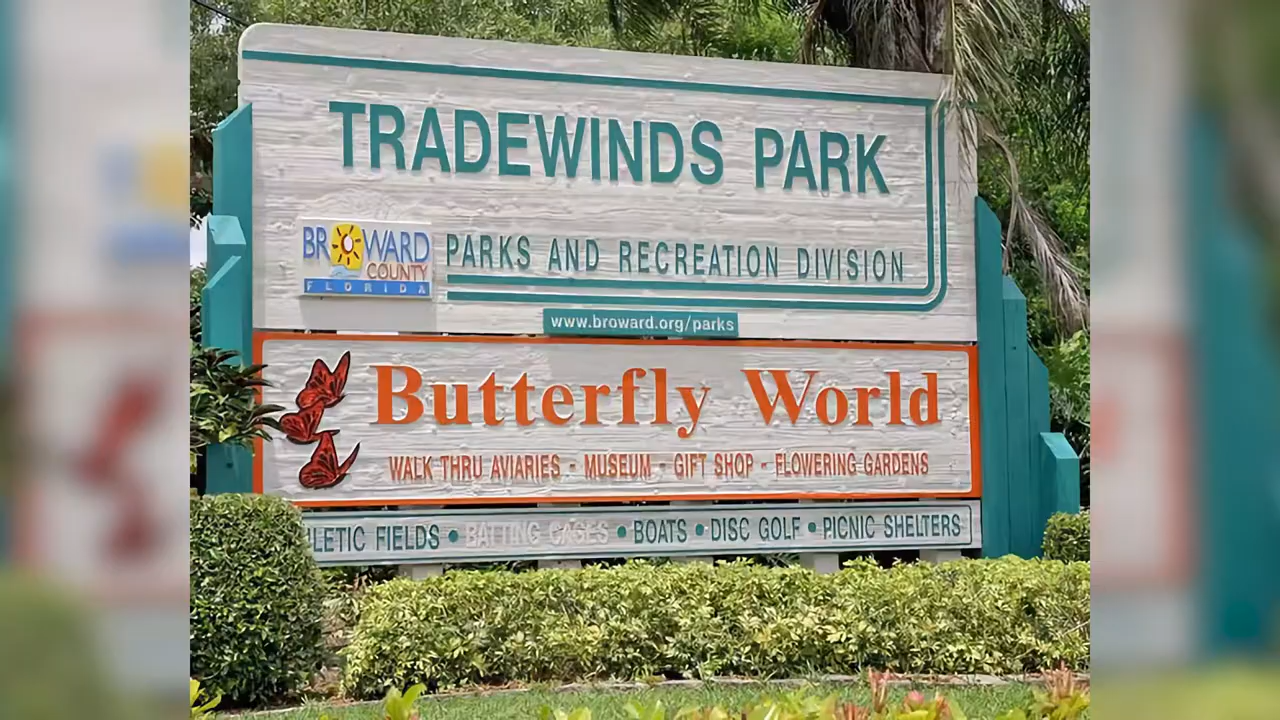 TRADEWINDS PARK
BROWARD
COUNTY
FLORIDA
PARKS AND RECREATION DIVISION
www.broward.org/parks
Butterfly World
WALK THRU AVIARIES - MUSEUM - GIFT SHOP - FLOWERING GARDENS
LETIC FIELDS • BATTING CAGES • BOATS • DISC GOLF • PICNIC SHELTERS